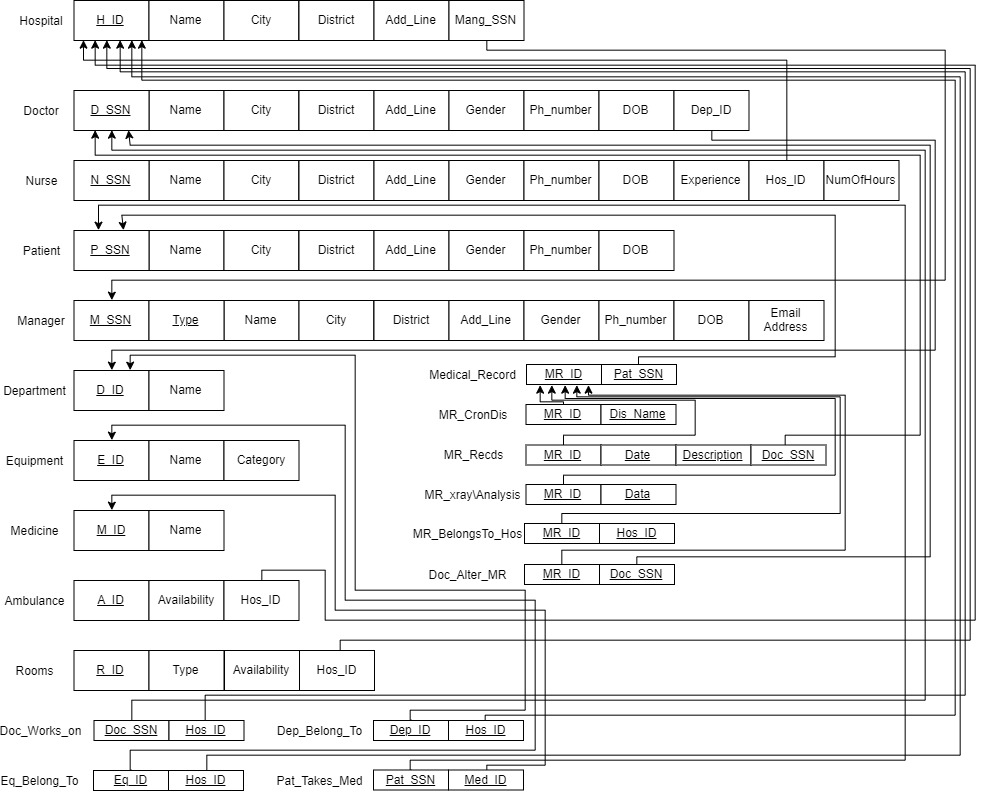 Hospital H_ID Name City District Add_Line Mang_SSN
Doctor D_SSN Name City District Add_Line Gender Ph_number DOB Dep_ID
Nurse N_SSN Name City District Add_Line Gender Ph_number DOB Experience Hos_ID NumOfHours
Patient P_SSN Name City District Add_Line Gender Ph_number DOB
Manager M_SSN Type Name City District Add_Line Gender Ph_number DOB Email Address
Department D_ID Name
Medical_Record MR_ID Pat_SSN
MR_CronDis MR_ID Dis_Name
Equipment E_ID Name Category
MR_Recds MR_ID Date Description Doc_SSN
MR_xray\Analysis MR_ID Data
Medicine M_ID Name
MR_BelongsTo_Hos MR_ID Hos_ID
Doc_Alter_MR MR_ID Doc_SSN
Ambulance A_ID Availability Hos_ID
Rooms R_ID Type Availability Hos_ID
Doc_Works_on Doc_SSN Hos_ID
Dep_Belong_To Dep_ID Hos_ID
Eq_Belong_To Eq_ID Hos_ID
Pat_Takes_Med Pat_SSN Med_ID